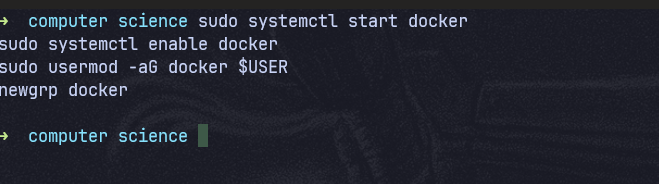 → computer science sudo systemctl start docker
sudo systemctl enable docker
sudo usermod -aG docker $USER
newgrp docker
→ computer science